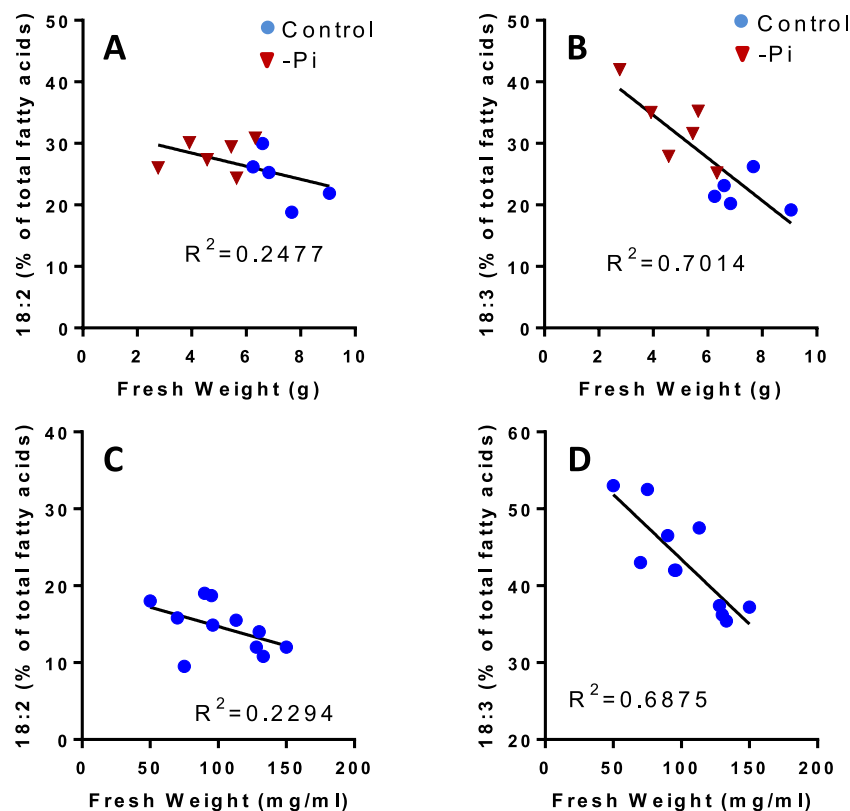 A
Control
-Pi
18:2 (% of total fatty acids)
50
40
30
20
10
0
R2=0.2477
0 2 4 6 8 10
Fresh Weight (g)
B
Control
-Pi
18:3 (% of total fatty acids)
50
40
30
20
10
0
R2=0.7014
0 2 4 6 8 10
Fresh Weight (g)
C
18:2 (% of total fatty acids)
40
30
20
10
0
R2=0.2294
0 50 100 150 200
Fresh Weight (mg/ml)
D
18:3 (% of total fatty acids)
60
50
40
30
20
R2=0.6875
0 50 100 150 200
Fresh Weight (mg/ml)